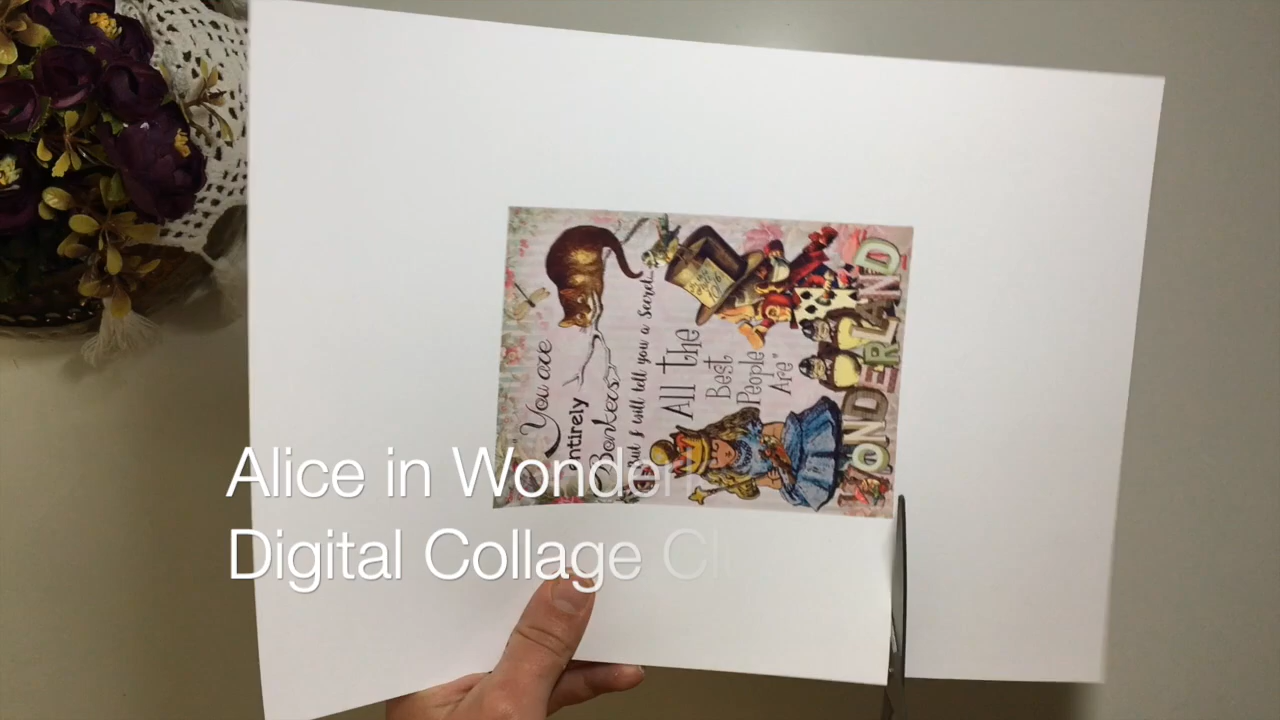 You are
Entirely
Bonkers
But I will tell you a Secret...
All the
Best
People
Are
WONDERLAND
Alice in Wonder
Digital Collage Cl